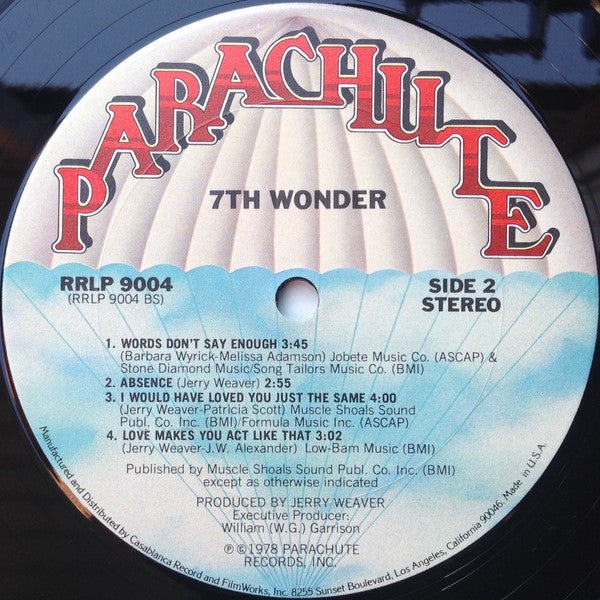 PARACHUTE
7TH WONDER
RRLP 9004
(RRLP 9004 BS)
SIDE 2
STEREO
1. WORDS DON'T SAY ENOUGH 3:45
(Barbara Wyrick-Melissa Adamson) Jobete Music Co. (ASCAP) &
Stone Diamond Music/Song Tailors Music Co. (BMI)
2. ABSENCE (Jerry Weaver) 2:55
3. I WOULD HAVE LOVED YOU JUST THE SAME 4:00
(Jerry Weaver-Patricia Scott) Muscle Shoals Sound
Publ. Co. Inc. (BMI)/Formula Music Inc. (ASCAP)
4. LOVE MAKES YOU ACT LIKE THAT 3:02
(Jerry Weaver-J.W. Alexander) Low-Bam Music (BMI)
Published by Muscle Shoals Sound Publ. Co. Inc. (BMI)
except as otherwise indicated
PRODUCED BY JERRY WEAVER
Executive Producer:
William (W.G.) Garrison
℗©1978 PARACHUTE
RECORDS, INC.
Manufactured and Distributed by Casablanca Record and FilmWorks, Inc. 8255 Sunset Boulevard, Los Angeles, California 90046. Made in U.S.A.